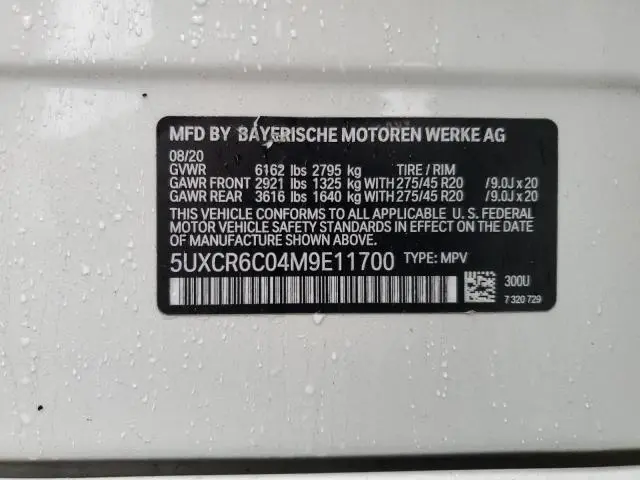 MFD BY BAYERISCHE MOTOREN WERKE AG
08/20
GVWR 6162 lbs 2795 kg TIRE / RIM
GAWR FRONT 2921 lbs 1325 kg WITH 275/45 R20 /9.0J x 20
GAWR REAR 3616 lbs 1640 kg WITH 275/45 R20 /9.0J x 20
THIS VEHICLE CONFORMS TO ALL APPLICABLE U. S. FEDERAL
MOTOR VEHICLE SAFETY STANDARDS IN EFFECT ON THE
DATE OF MANUFACTURE SHOWN ABOVE.
5UXCR6C04M9E11700 TYPE: MPV
300U
7 320 729